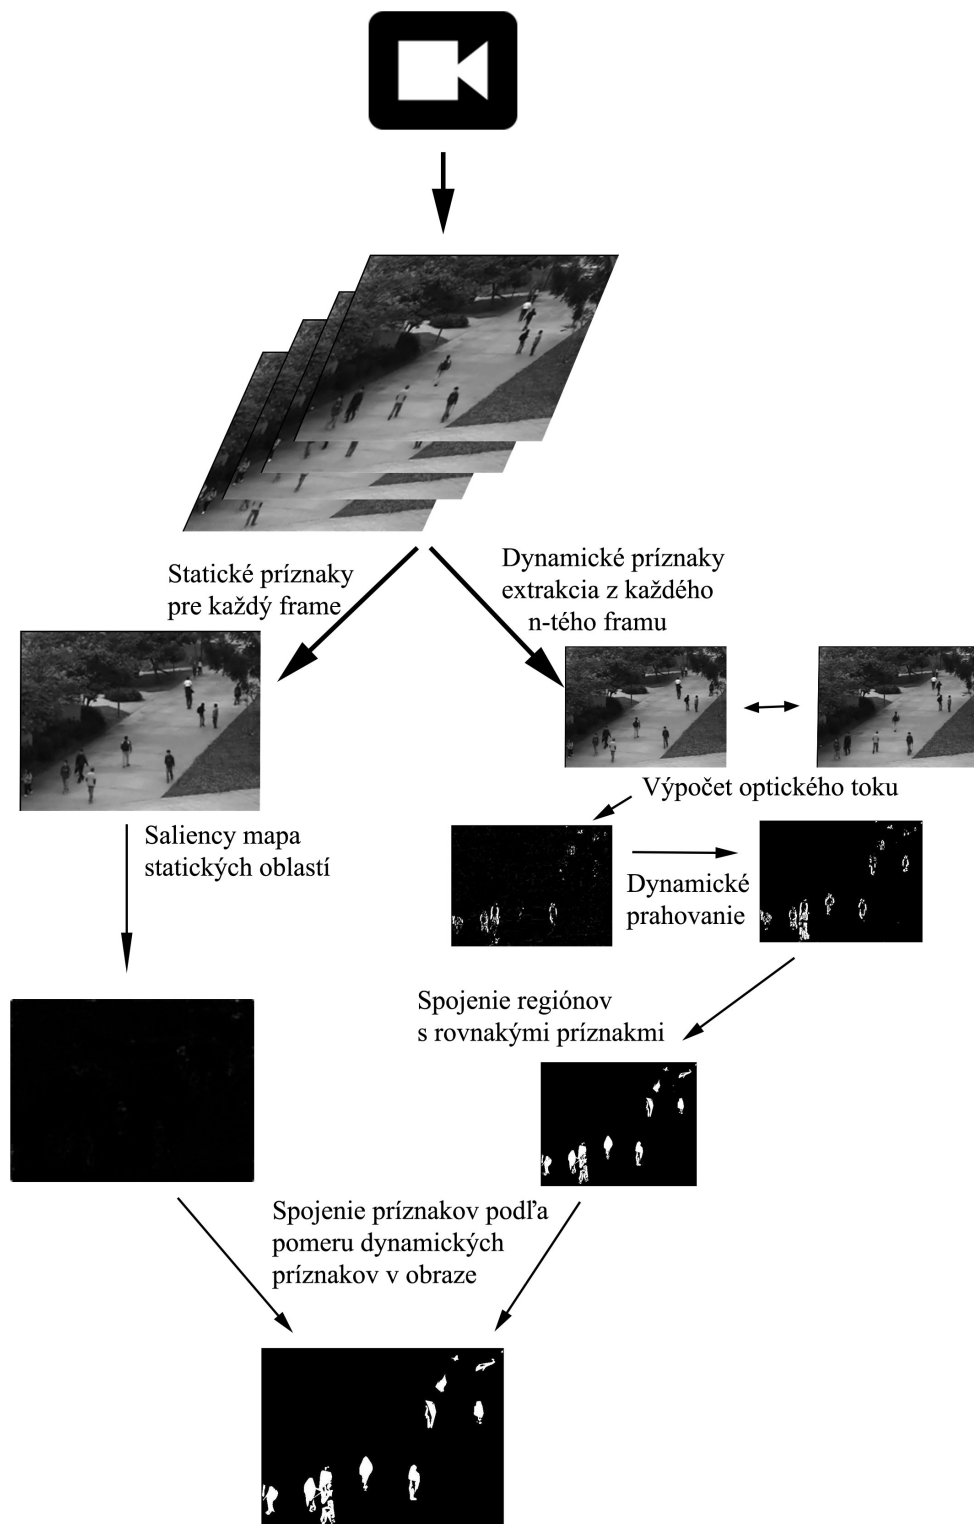 Statické príznaky
pre každý frame
Dynamické príznaky
extrakcia z každého
n-tého framu
Výpočet optického toku
Saliency mapa
statických oblastí
Dynamické
prahovanie
Spojenie regiónov
s rovnakými príznakmi
Spojenie príznakov podľa
pomeru dynamických
príznakov v obraze